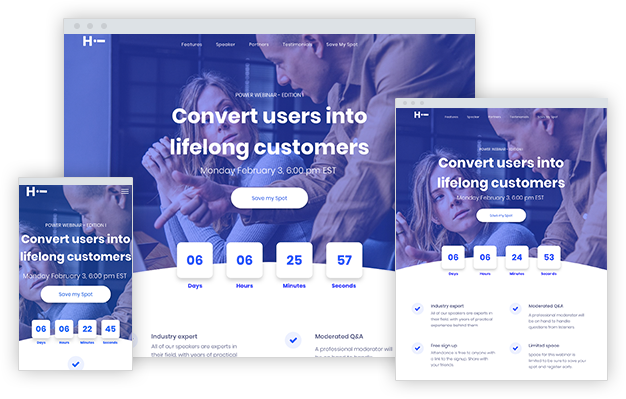 H
Features Speaker Partners Testimonials Save My Spot
POWER WEBINAR - EDITION I
Convert users into
lifelong customers
Monday February 3, 6:00 pm EST
Save my Spot
06 06 25 57
Days Hours Minutes Seconds
Industry expert
All of our speakers are experts in
their field, with years of practical
Moderated Q&A
A professional moderator will
H
Features Speaker Partners Testimonials Save My Spot
POWER WEBINAR - EDITION I
Convert users into
lifelong customers
Monday February 3, 6:00 pm EST
Save my Spot
06 06 24 53
Days Hours Minutes Seconds
Industry expert
All of our speakers are experts in
their field, with years of practical
experience behind them
Moderated Q&A
A professional moderator will
be on hand to handle
questions from listeners
Free sign up
Attendance is free to anyone with
a link to the signup. Share with
your friends.
Limited space
Space for the webinar is
limited to be sure to save your
spot and register early
H
POWER WEBINAR - EDITION I
Convert users into
lifelong customers
Monday February 3, 6:00 pm EST
Save my Spot
06 06 22 45
Days Hours Minutes Seconds